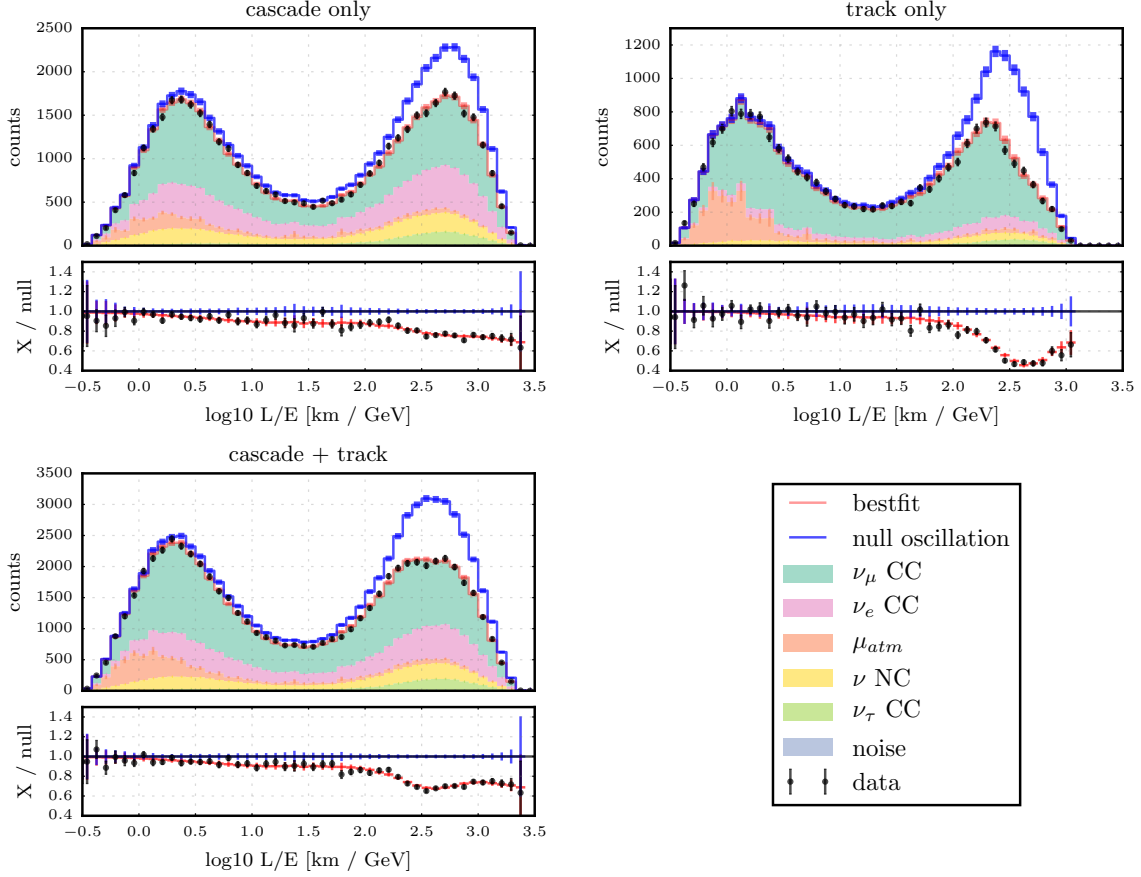 cascade only
2500
2000
1500
1000
500
0
counts
1.4
1.2
1.0
0.8
0.6
0.4
X / null
−0.5 0.0 0.5 1.0 1.5 2.0 2.5 3.0 3.5
log10 L/E [km / GeV]
track only
1200
1000
800
600
400
200
0
counts
1.4
1.2
1.0
0.8
0.6
0.4
X / null
−0.5 0.0 0.5 1.0 1.5 2.0 2.5 3.0 3.5
log10 L/E [km / GeV]
cascade + track
3500
3000
2500
2000
1500
1000
500
0
counts
1.4
1.2
1.0
0.8
0.6
0.4
X / null
−0.5 0.0 0.5 1.0 1.5 2.0 2.5 3.0 3.5
log10 L/E [km / GeV]
bestfit
null oscillation
ν_μ CC
ν_e CC
μ_atm
ν NC
ν_τ CC
noise
data